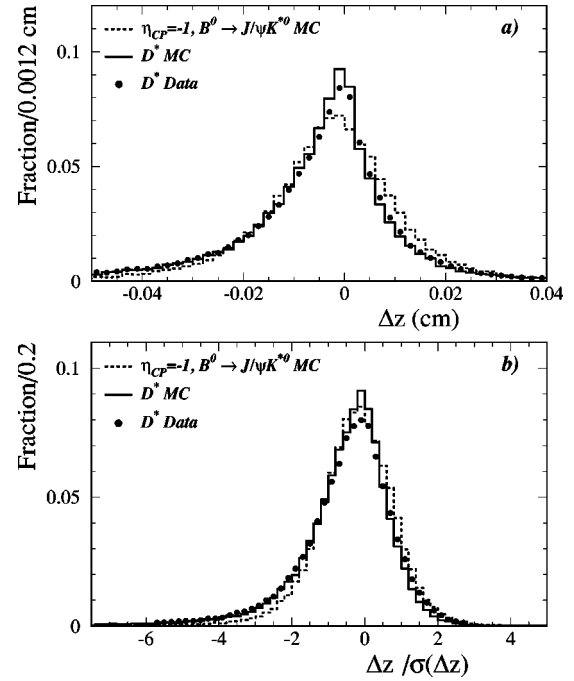 η_CP=-1, B⁰ → J/ψK*⁰ MC
a)
D* MC
D* Data
Fraction/0.0012 cm
0.1
0.05
0
-0.04 -0.02 0 0.02 0.04
Δz (cm)
η_CP=-1, B⁰ → J/ψK*⁰ MC
b)
D* MC
D* Data
Fraction/0.2
0.1
0.05
0
-6 -4 -2 0 2 4
Δz /σ(Δz)